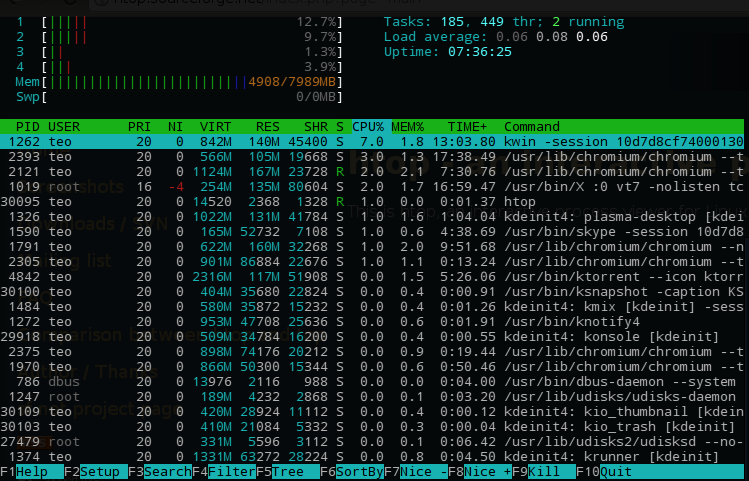 1 [||||| 12.7%] Tasks: 185, 449 thr; 2 running
2 [||||| 9.7%] Load average: 0.06 0.08 0.06
3 [|| 1.3%] Uptime: 07:36:25
4 [||| 3.9%]
Mem[|||||||||||||||||||||||||4908/7989MB]
Swp[ 0/0MB]
PID USER PRI NI VIRT RES SHR S CPU% MEM% TIME+ Command
1262 teo 20 0 842M 140M 45400 S 7.0 1.8 13:03.80 kwin -session 10d7d8cf74000130
2393 teo 20 0 566M 105M 19668 S 3.0 1.3 17:38.49 /usr/lib/chromium/chromium --t
2121 teo 20 0 1124M 167M 23728 R 2.0 2.1 7:30.00 /usr/lib/chromium/chromium --t
1019 root 16 -4 254M 135M 80604 S 2.0 1.7 16:59.47 /usr/bin/X :0 vt7 -nolisten tc
30095 teo 20 0 14520 2368 1328 R 1.0 0.0 0:01.37 htop
1326 teo 20 0 1022M 131M 41784 S 1.0 1.6 1:04.04 kdeinit4: plasma-desktop [kdei
1590 teo 20 0 165M 52732 7108 S 1.0 0.6 4:38.69 /usr/bin/skype -session 10d7d8
1791 teo 20 0 622M 160M 32268 S 1.0 2.0 9:51.68 /usr/lib/chromium/chromium --n
2305 teo 20 0 901M 86884 22676 S 1.0 1.1 0:13.24 /usr/lib/chromium/chromium --t
4842 teo 20 0 2316M 117M 51908 S 0.0 1.5 5:26.06 /usr/bin/ktorrent --icon ktorr
30100 teo 20 0 404M 35680 22824 S 0.0 0.4 0:00.91 /usr/bin/ksnapshot -caption KS
1484 teo 20 0 580M 35872 15232 S 0.0 0.4 0:01.26 kdeinit4: kmix [kdeinit] -sess
1272 teo 20 0 953M 47708 25636 S 0.0 0.6 0:01.91 /usr/bin/knotify4
29918 teo 20 0 509M 34784 16200 S 0.0 0.4 0:00.55 kdeinit4: konsole [kdeinit]
2375 teo 20 0 898M 74176 20212 S 0.0 0.9 0:19.44 /usr/lib/chromium/chromium --t
teo 20 0 866M 50300 15344 S 0.0 0.6 0:50.46 /usr/lib/chromium/chromium --t
786 dbus 20 0 13976 2116 988 S 0.0 0.0 0:04.00 /usr/bin/dbus-daemon --system
1247 root 20 0 189M 4232 2868 S 0.0 0.1 0:03.20 /usr/lib/udisks/udisks-daemon
30103 teo 20 0 420M 28924 11112 S 0.0 0.4 0:00.12 kdeinit4: kio_thumbnail [kdein
30103 teo 20 0 410M 21084 5332 S 0.0 0.3 0:00.04 kdeinit4: kio_trash [kdeinit]
27479 root 20 0 331M 5596 3112 S 0.0 0.1 0:06.42 /usr/lib/udisks2/udisksd --no-
1374 teo 20 0 1331M 63272 28224 S 0.0 0.8 0:04.50 kdeinit4: krunner [kdeinit]
F1Help F2Setup F3SearchF4FilterF5Tree F6SortByF7Nice -F8Nice +F9Kill F10Quit